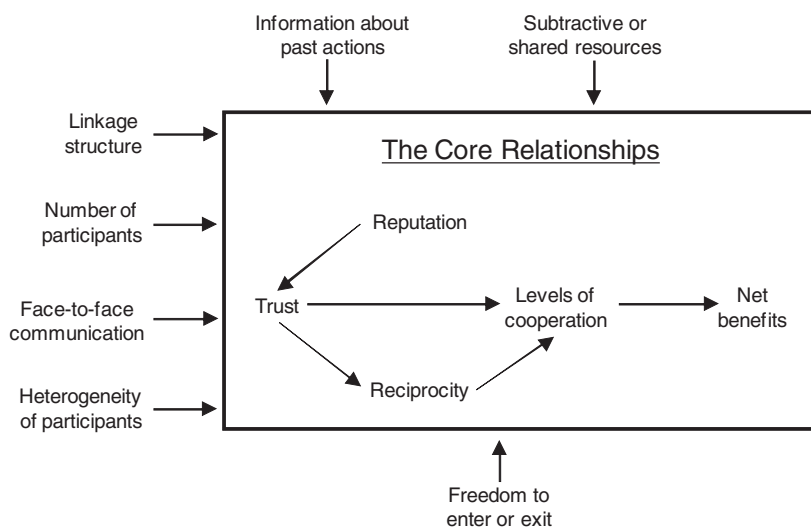 Information about
past actions
Subtractive or
shared resources
Linkage
structure
The Core Relationships
Number of
participants
Reputation
Face-to-face
communication
Trust
Levels of
cooperation
Net
benefits
Heterogeneity
of participants
Reciprocity
Freedom to
enter or exit